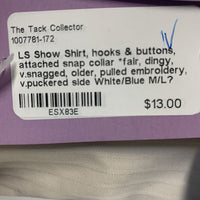 The Tack Collector
1007781-172
LS Show Shirt, hooks & buttons,
attached snap collar *fair, dingy,
v.snagged, older, pulled embroidery,
v.puckered side White/Blue M/L?
$13.00
ESX83E